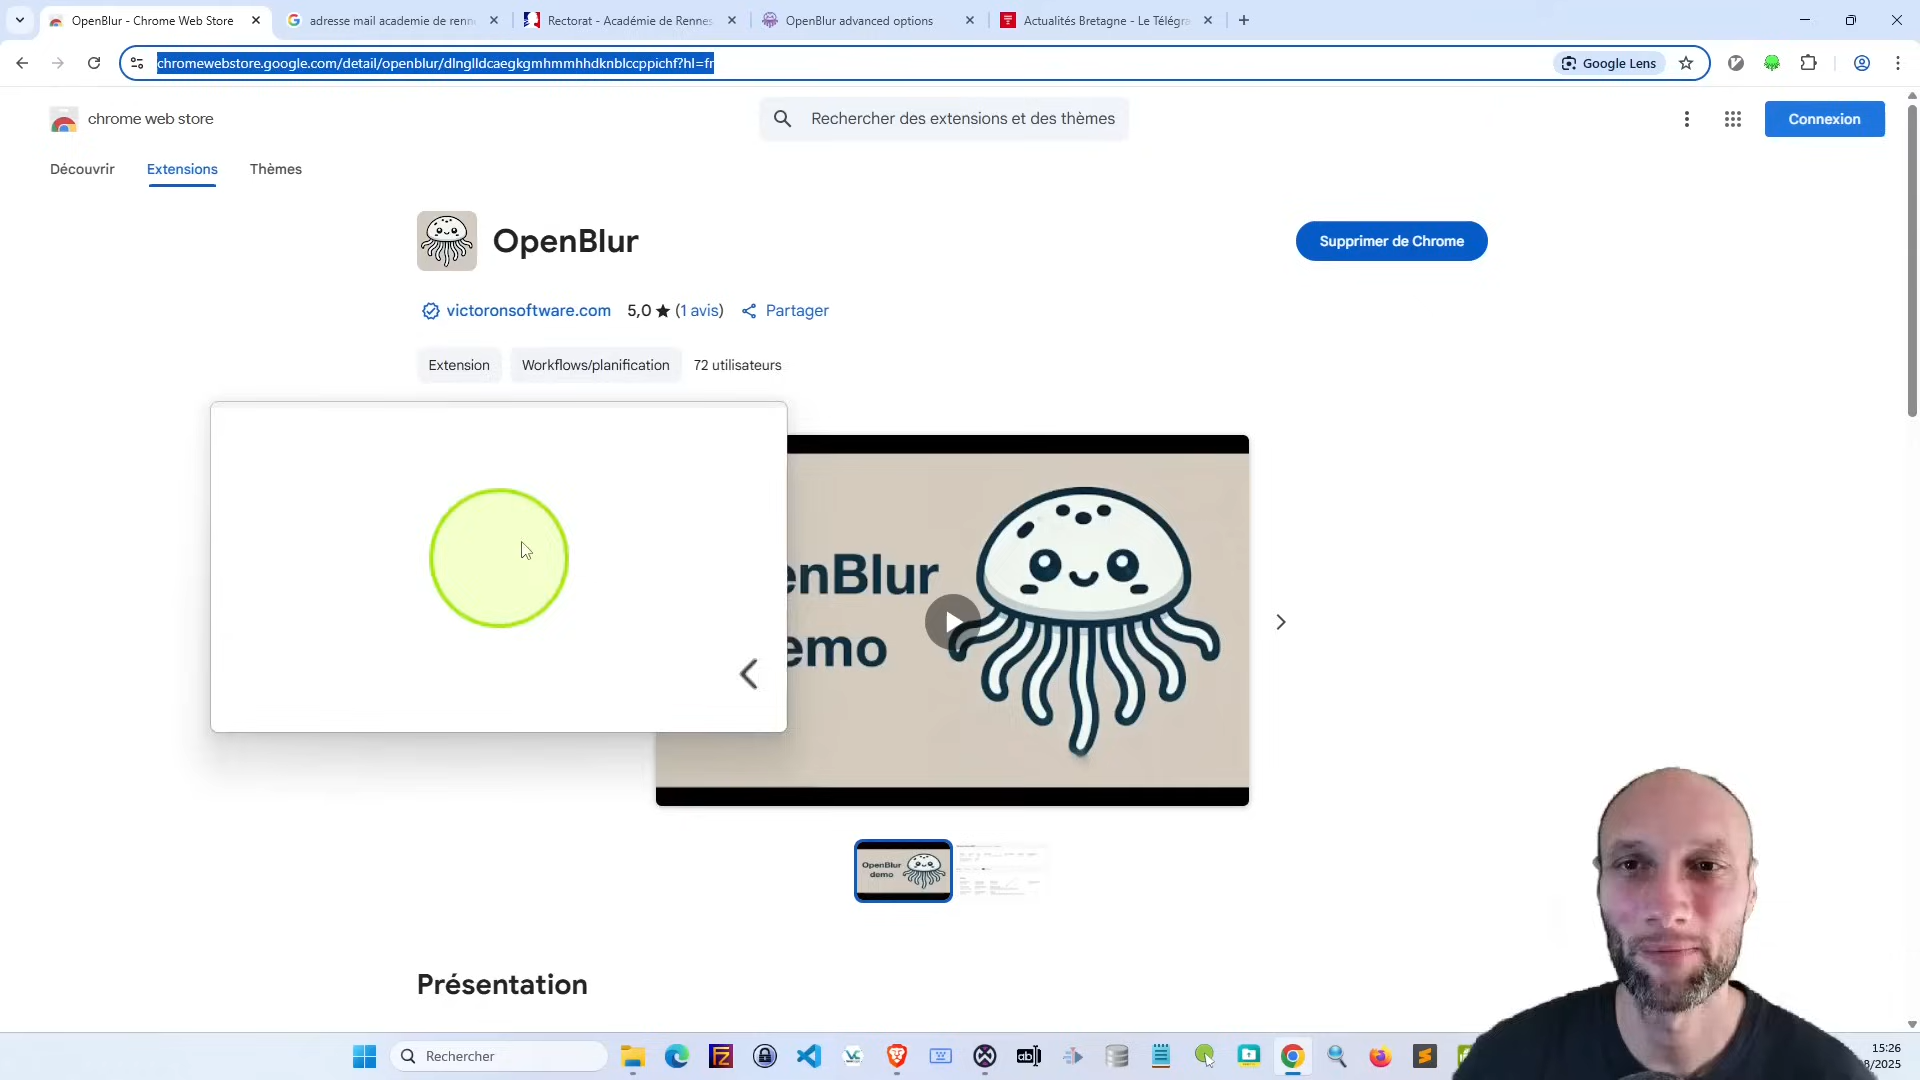 OpenBlur - Chrome Web Store
adresse mail academie de renn
Rectorat - Académie de Rennes
OpenBlur advanced options
Actualités Bretagne - Le Télégra
chromewebstore.google.com/detail/openblur/dlnglldcaegkgmhmmhhdknblccppichf?hl=fr
Google Lens
chrome web store
Rechercher des extensions et des thèmes
Connexion
Découvrir
Extensions
Thèmes
OpenBlur
Supprimer de Chrome
victoronsoftware.com
5,0 ★ (1 avis)
Partager
Extension
Workflows/planification
72 utilisateurs
enBlur
emo
OpenBlur
demo
Présentation
Rechercher
15:26
8/2025